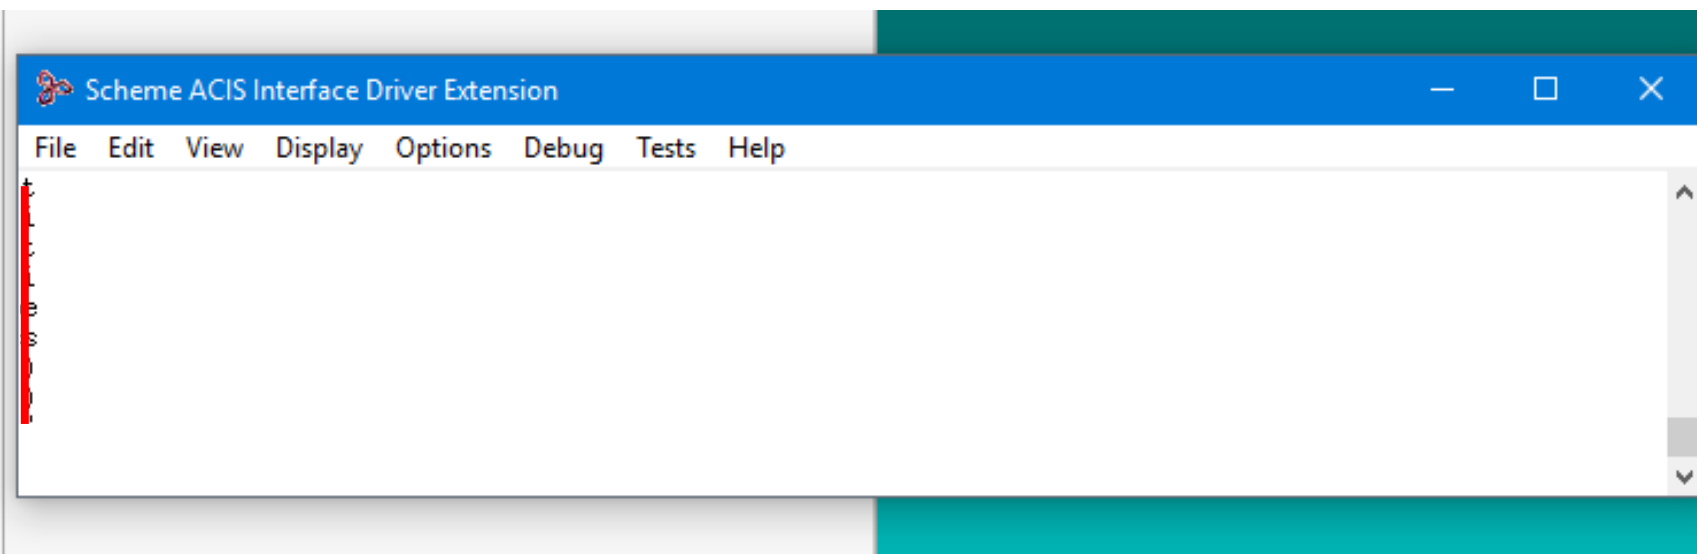 Scheme ACIS Interface Driver Extension
File Edit View Display Options Debug Tests Help
t
i
t
i
e
s
)
)
"